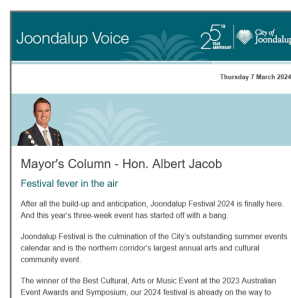 Joondalup Voice
25TH
YEAR
ANNIVERSARY
City of
Joondalup
Thursday 7 March 2024
Mayor's Column - Hon. Albert Jacob
Festival fever in the air
After all the build-up and anticipation, Joondalup Festival 2024 is finally here.
And this year's three-week event has started off with a bang.
Joondalup Festival is the culmination of the City's outstanding summer events
calendar and is the northern corridor's largest annual arts and cultural
community event.
The winner of the Best Cultural, Arts or Music Event at the 2023 Australian
Event Awards and Symposium, our 2024 festival is already on the way to